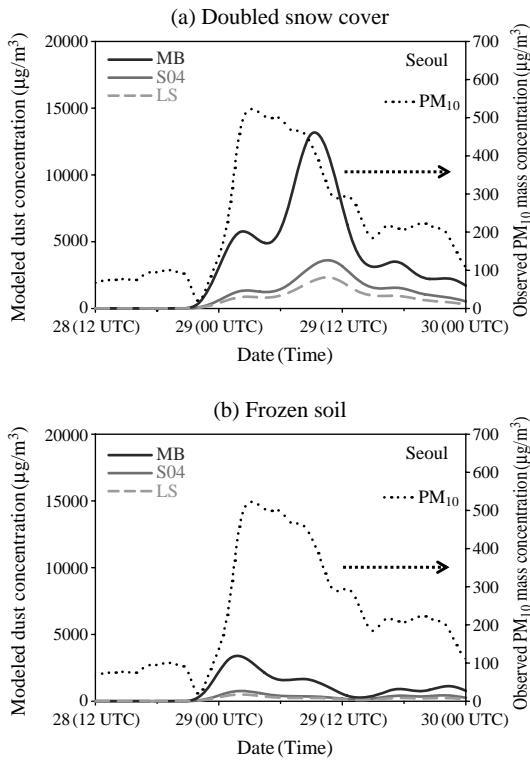 (a) Doubled snow cover
20000
15000
10000
5000
0
Modeled dust concentration (μg/m³)
MB
S04
LS
Seoul
PM₁₀
700
600
500
400
300
200
100
0
Observed PM₁₀ mass concentration (μg/m³)
28 (12 UTC) 29 (00 UTC) 29 (12 UTC) 30 (00 UTC)
Date (Time)
(b) Frozen soil
20000
15000
10000
5000
0
Modeled dust concentration (μg/m³)
MB
S04
LS
Seoul
PM₁₀
700
600
500
400
300
200
100
0
Observed PM₁₀ mass concentration (μg/m³)
28 (12 UTC) 29 (00 UTC) 29 (12 UTC) 30 (00 UTC)
Date (Time)